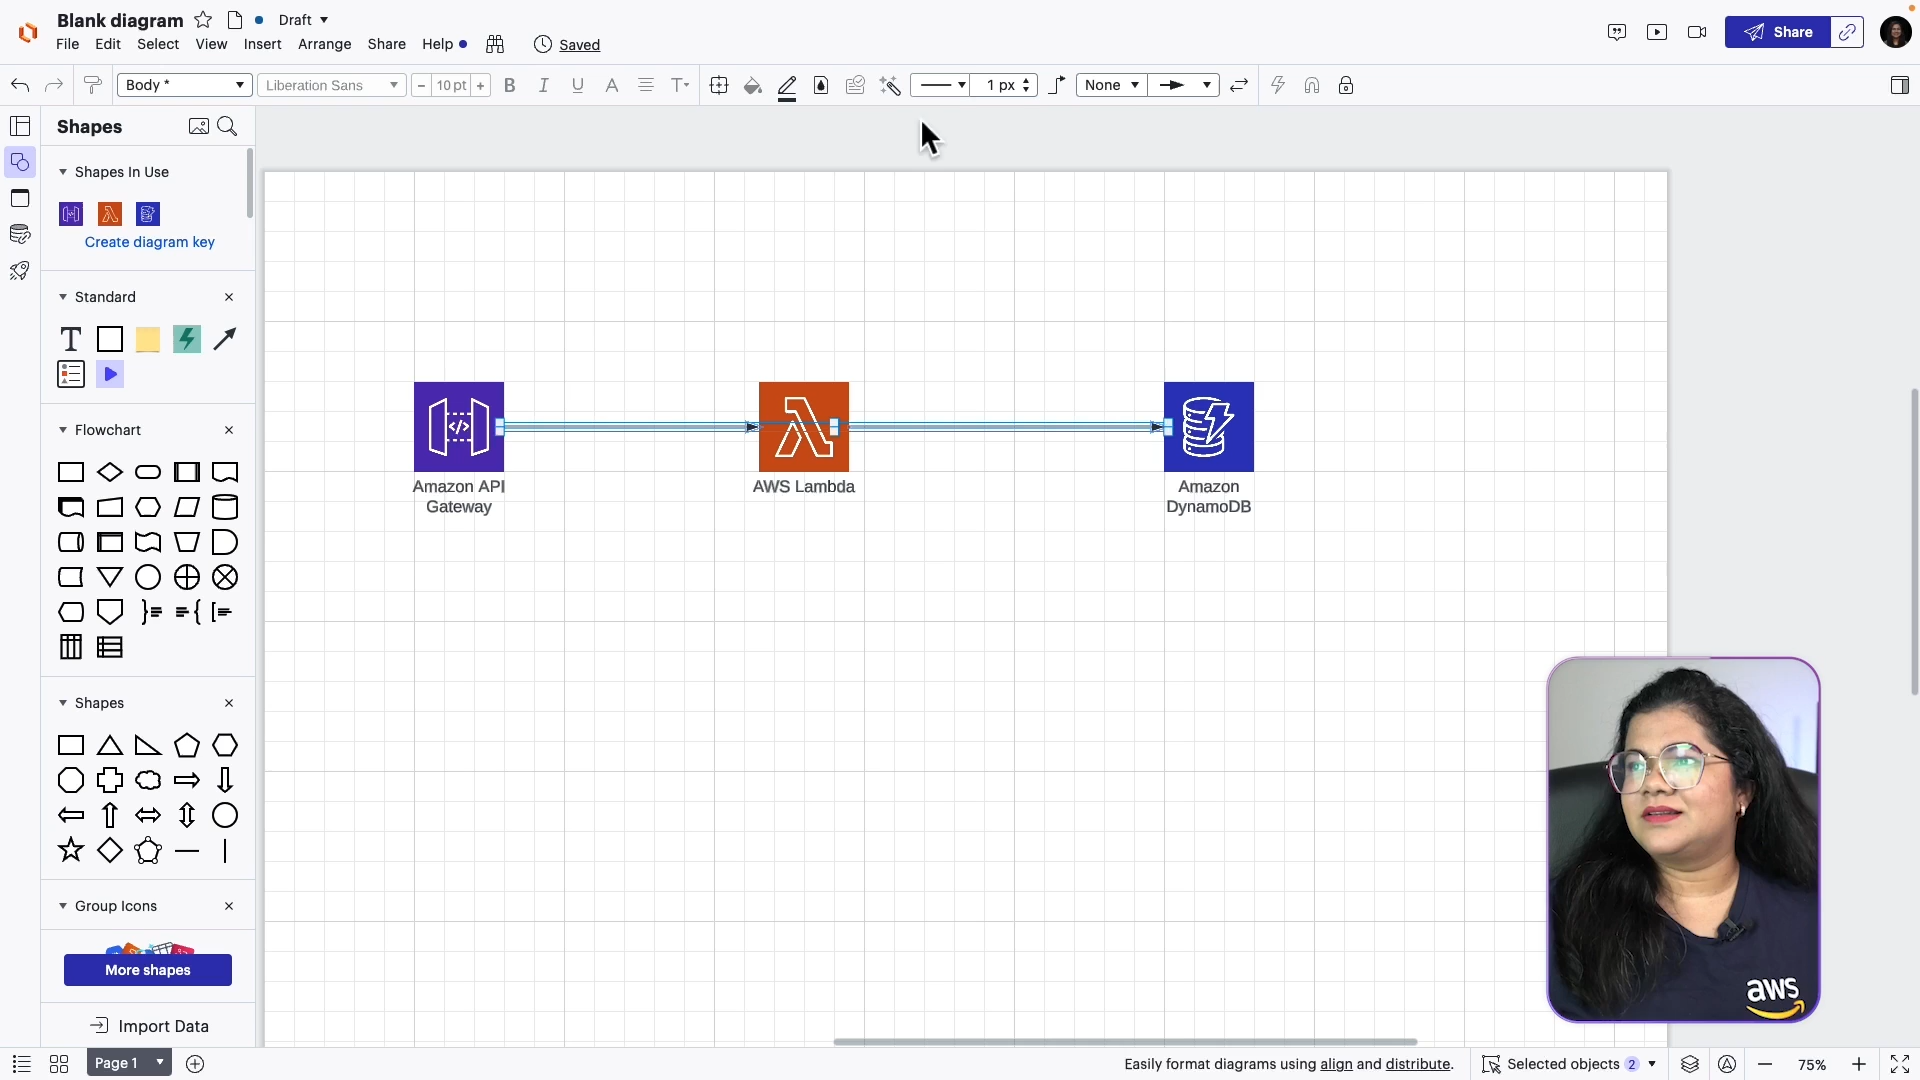 Blank diagram
Draft
File Edit Select View Insert Arrange Share Help
Saved
Share
Body *
Liberation Sans
- 10 pt +
B I U A T
1 px
None
Shapes
Shapes In Use
Create diagram key
Standard
T
Flowchart
Shapes
Group Icons
More shapes
Import Data
Amazon API
Gateway
AWS Lambda
Amazon
DynamoDB
aws
Page 1
Easily format diagrams using align and distribute.
Selected objects 2
75%